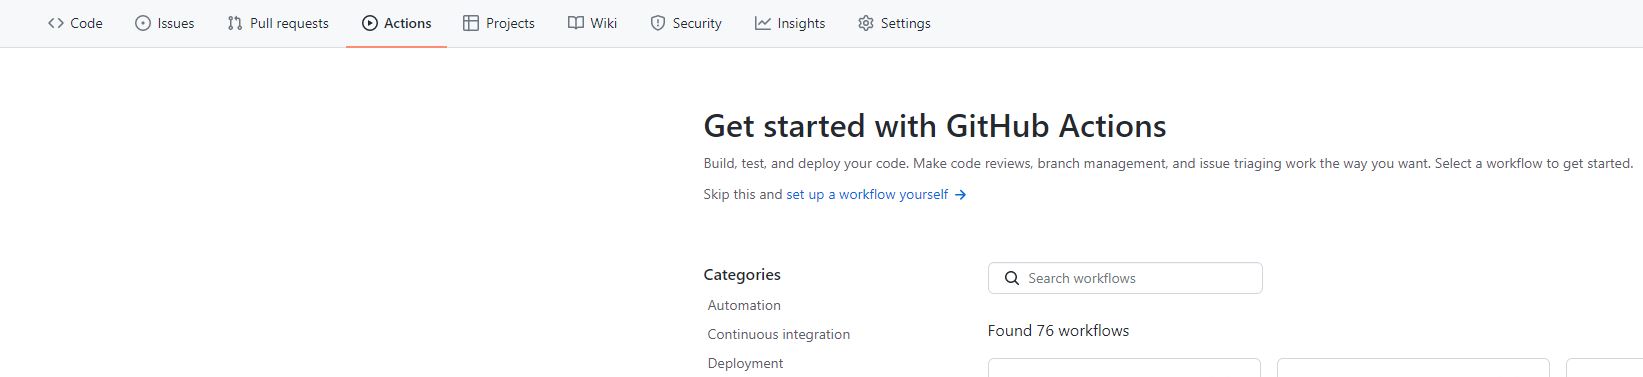 Code Issues Pull requests Actions Projects Wiki Security Insights Settings
Get started with GitHub Actions
Build, test, and deploy your code. Make code reviews, branch management, and issue triaging work the way you want. Select a workflow to get started.
Skip this and set up a workflow yourself →
Categories
Search workflows
Automation
Continuous integration
Found 76 workflows
Deployment